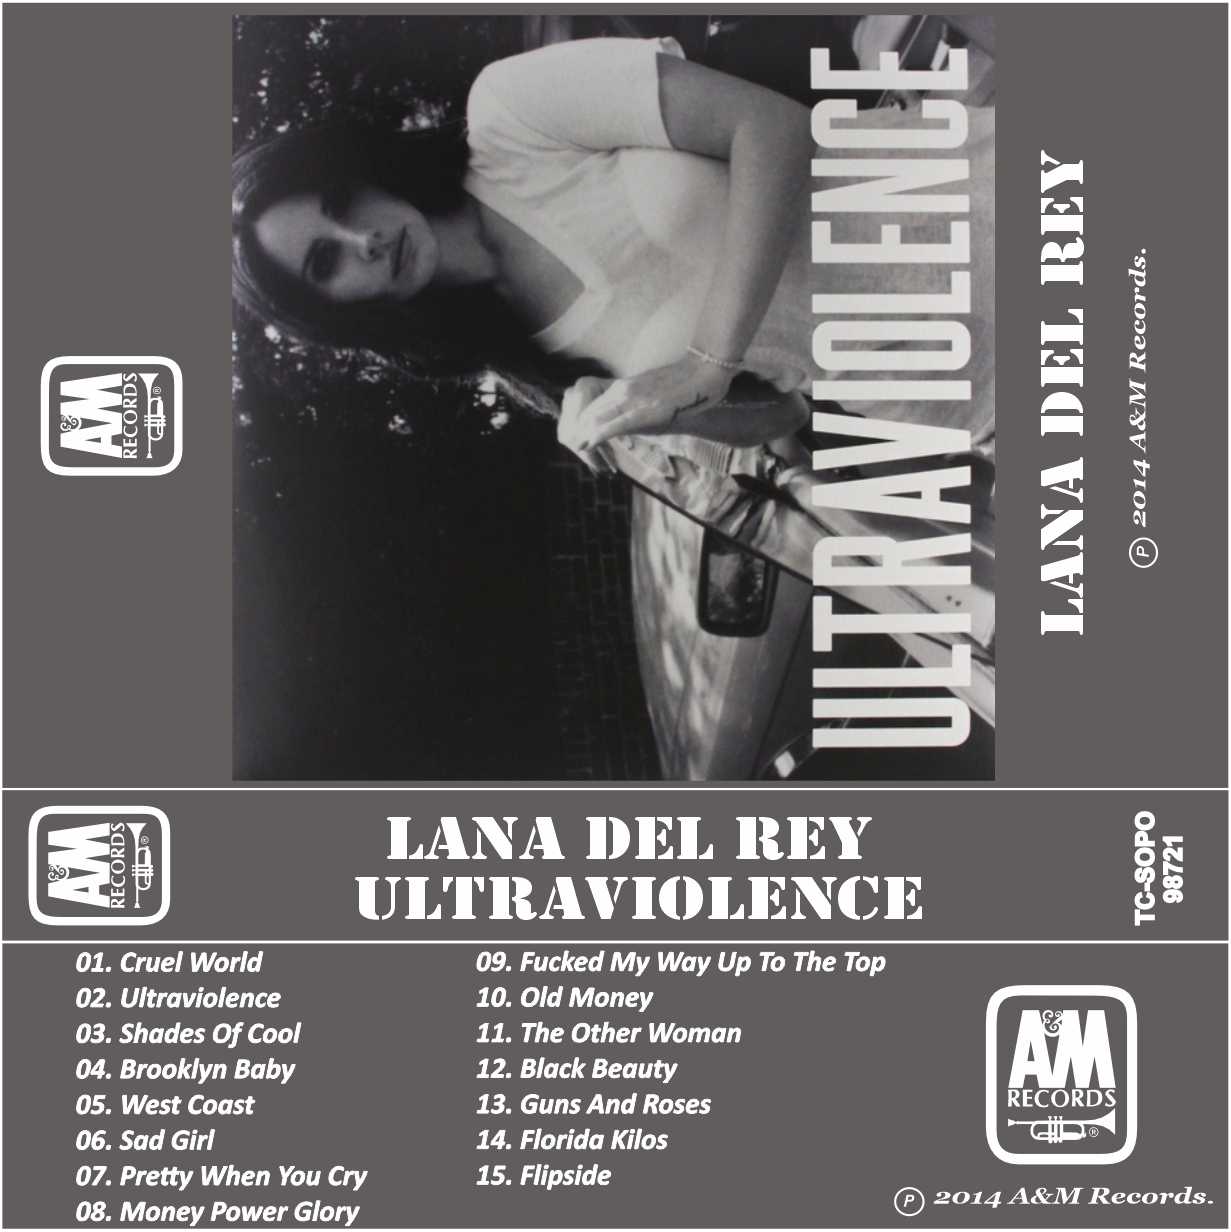 A&M
RECORDS
®
ULTRAVIOLENCE
LANA DEL REY
Ⓟ 2014 A&M Records.
A&M
RECORDS
®
LANA DEL REY
ULTRAVIOLENCE
TC-SOPO
98721
01. Cruel World
02. Ultraviolence
03. Shades Of Cool
04. Brooklyn Baby
05. West Coast
06. Sad Girl
07. Pretty When You Cry
08. Money Power Glory
09. Fucked My Way Up To The Top
10. Old Money
11. The Other Woman
12. Black Beauty
13. Guns And Roses
14. Florida Kilos
15. Flipside
A&M
RECORDS
®
Ⓟ 2014 A&M Records.